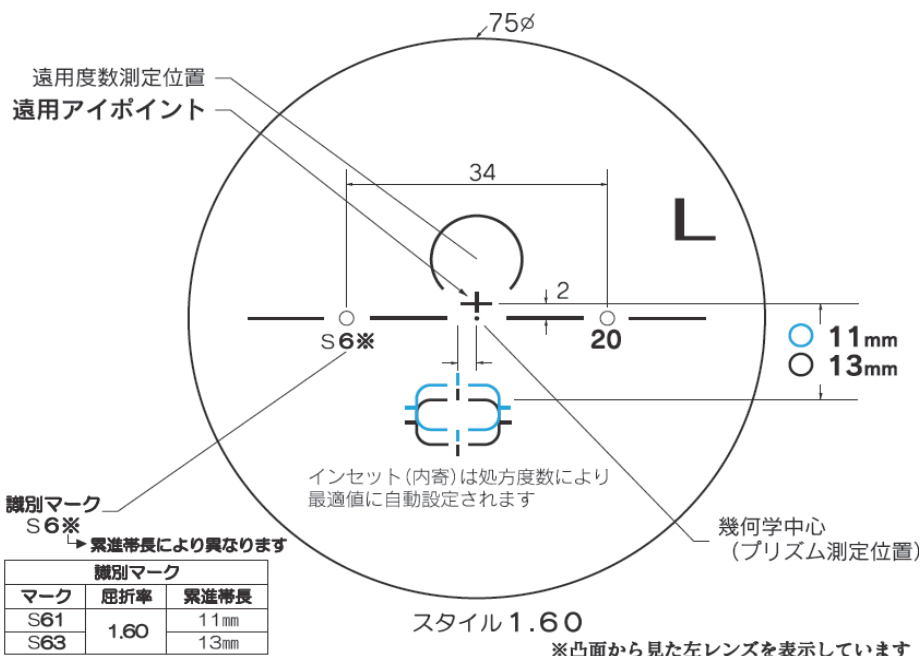 75φ
遠用度数測定位置
遠用アイポイント
34
L
2
S6※
20
11mm
13mm
インセット(内寄)は処方度数により
最適値に自動設定されます
識別マーク
S6※
累進帯長により異なります
幾何学中心
(プリズム測定位置)
識別マーク
マーク 屈折率 累進帯長
S61 1.60 11mm
S63 13mm
スタイル1.60
※凸面から見た左レンズを表示しています